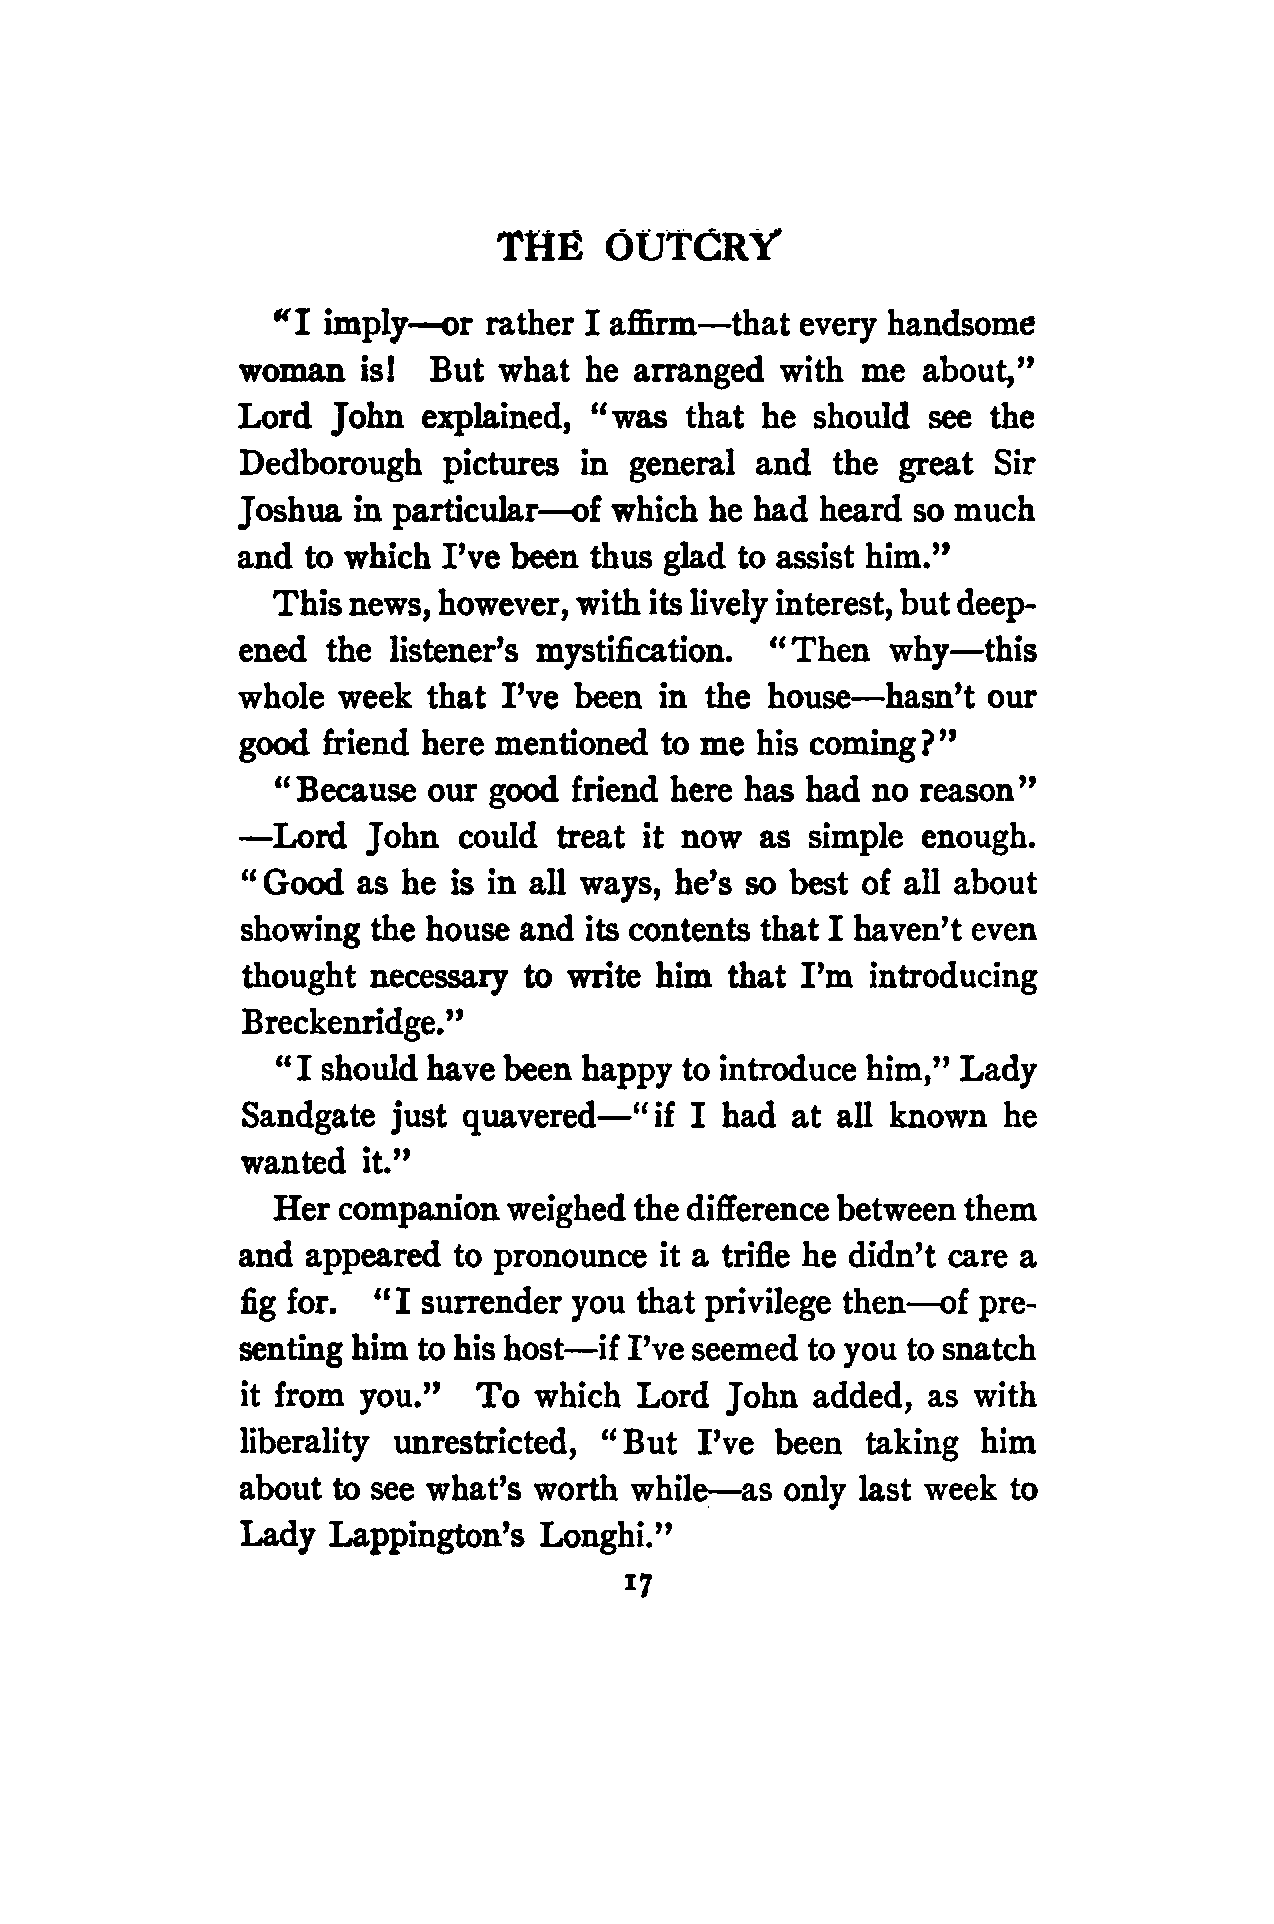 THE OUTCRY
"I imply—or rather I affirm—that every handsome
woman is! But what he arranged with me about,"
Lord John explained, "was that he should see the
Dedborough pictures in general and the great Sir
Joshua in particular—of which he had heard so much
and to which I've been thus glad to assist him."
This news, however, with its lively interest, but deep-
ened the listener's mystification. "Then why—this
whole week that I've been in the house—hasn't our
good friend here mentioned to me his coming?"
"Because our good friend here has had no reason"
—Lord John could treat it now as simple enough.
"Good as he is in all ways, he's so best of all about
showing the house and its contents that I haven't even
thought necessary to write him that I'm introducing
Breckenridge."
"I should have been happy to introduce him," Lady
Sandgate just quavered—"if I had at all known he
wanted it."
Her companion weighed the difference between them
and appeared to pronounce it a trifle he didn't care a
fig for. "I surrender you that privilege then—of pre-
senting him to his host—if I've seemed to you to snatch
it from you." To which Lord John added, as with
liberality unrestricted, "But I've been taking him
about to see what's worth while—as only last week to
Lady Lappington's Longhi."
17